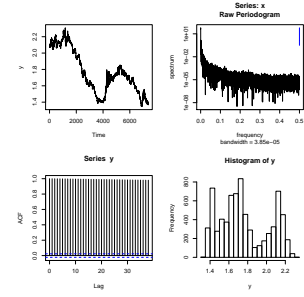 Series: x
Raw Periodogram
y
2.2
2.0
1.8
1.6
1.4
0 2000 4000 6000
Time
spectrum
1e+01
1e-02
1e-05
1e-08
0.0 0.1 0.2 0.3 0.4 0.5
frequency
bandwidth = 3.85e-05
Series y
ACF
1.0
0.8
0.6
0.4
0.2
0.0
0 10 20 30
Lag
Histogram of y
Frequency
800
600
400
200
0
1.4 1.6 1.8 2.0 2.2
y